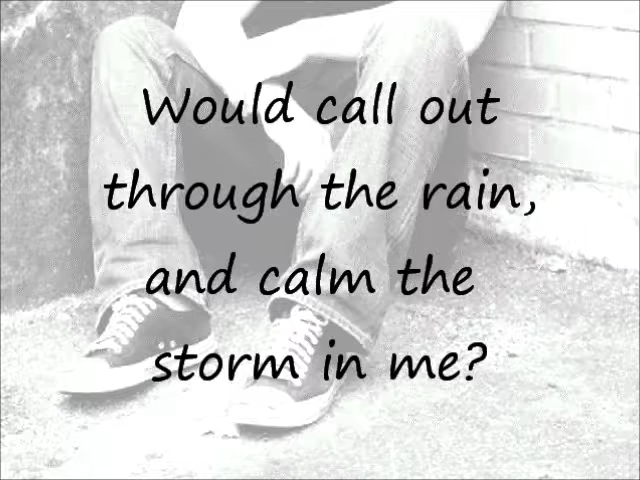 Would call out
through the rain,
and calm the
storm in me?